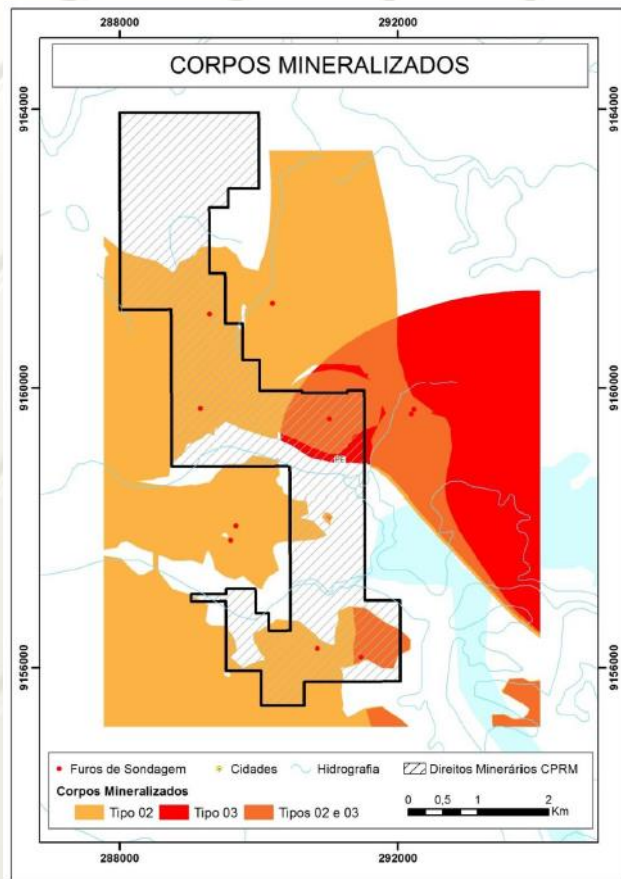 288000
292000
CORPOS MINERALIZADOS
9164000
9164000
9160000
9160000
9156000
9156000
Furos de Sondagem
Cidades
Hidrografia
Direitos Minerários CPRM
Corpos Mineralizados
Tipo 02
Tipo 03
Tipos 02 e 03
0 0,5 1 2
Km
288000
292000